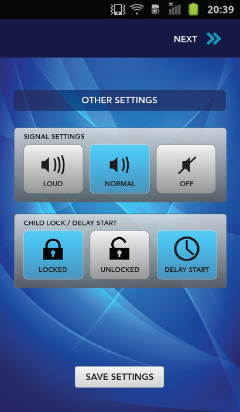 20:39
NEXT
OTHER SETTINGS
SIGNAL SETTINGS
LOUD NORMAL OFF
CHILD LOCK / DELAY START
LOCKED UNLOCKED DELAY START
SAVE SETTINGS